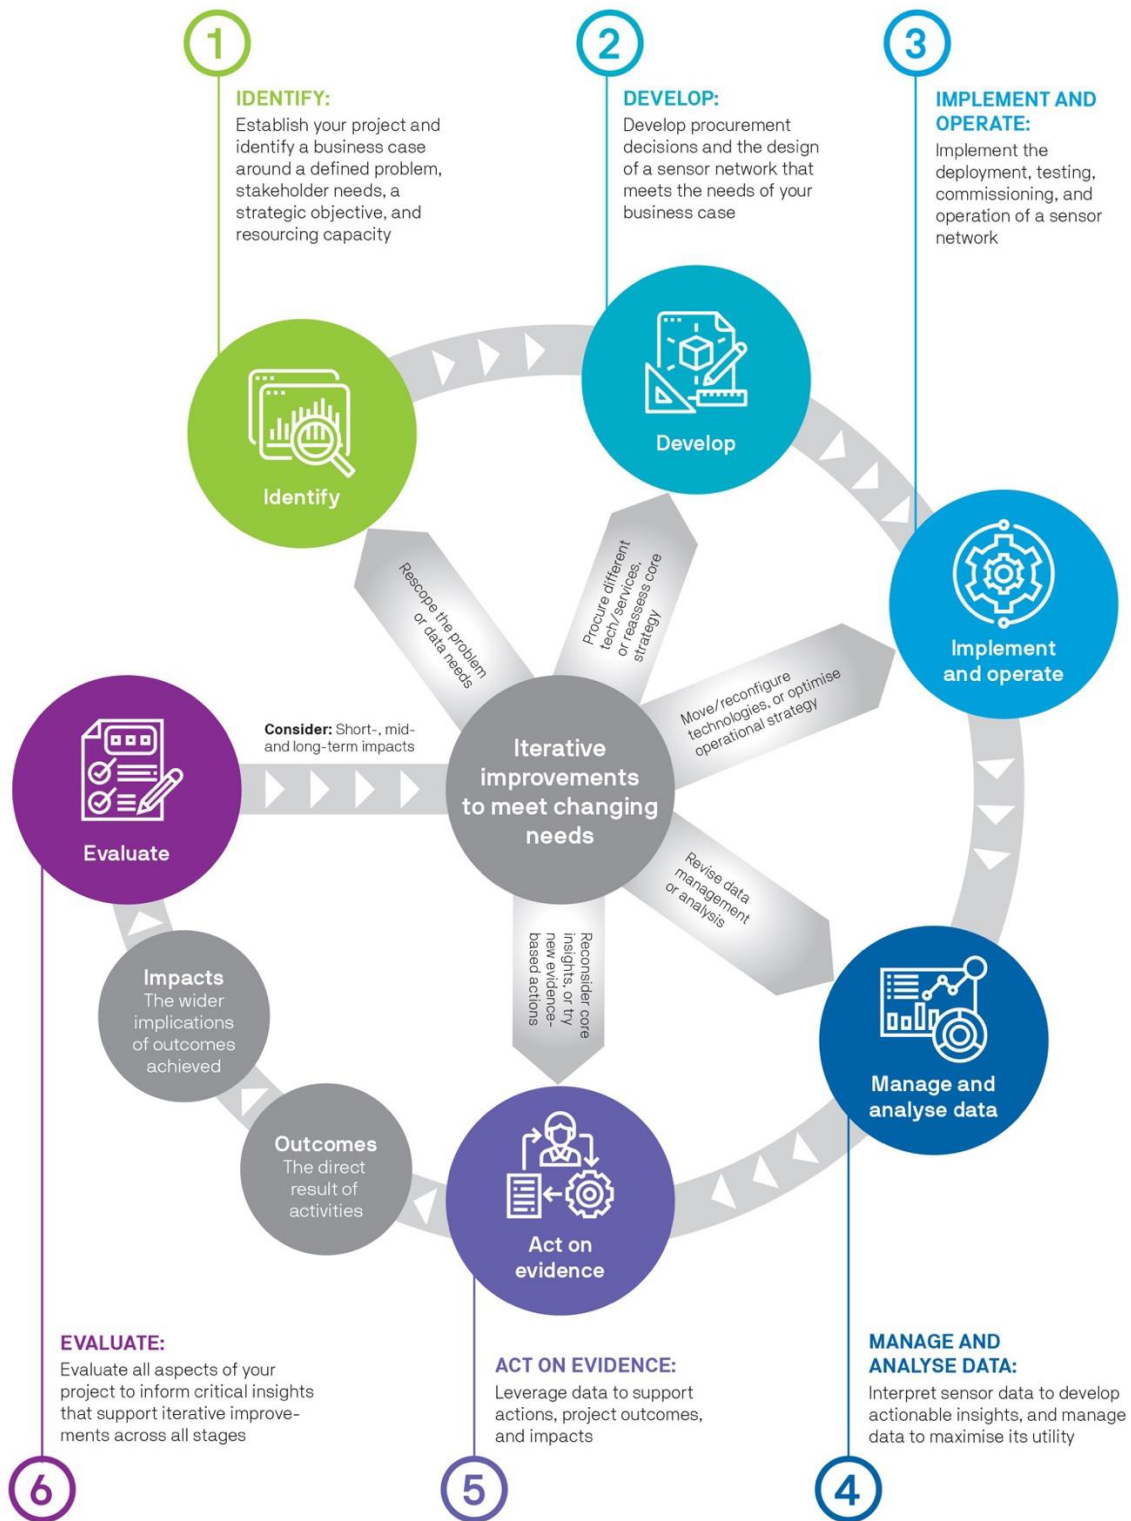 1
IDENTIFY:
Establish your project and
identify a business case
around a defined problem,
stakeholder needs, a
strategic objective, and
resourcing capacity
2
DEVELOP:
Develop procurement
decisions and the design
of a sensor network that
meets the needs of your
business case
3
IMPLEMENT AND
OPERATE:
Implement the
deployment, testing,
commissioning, and
operation of a sensor
network
Identify
Develop
Implement
and operate
Rescope the problem
or data needs
Procure different
tech/services,
or reassess core
strategy
Move/reconfigure
technologies, or optimise
operational strategy
Consider: Short-, mid-
and long-term impacts
Iterative
improvements
to meet changing
needs
Evaluate
Revise data
management
or analysis
Reconsider core
insights, or try
new evidence-
based actions
Impacts
The wider
implications
of outcomes
achieved
Manage and
analyse data
Outcomes
The direct
result of
activities
Act on
evidence
EVALUATE:
Evaluate all aspects of your
project to inform critical insights
that support iterative improve-
ments across all stages
6
ACT ON EVIDENCE:
Leverage data to support
actions, project outcomes,
and impacts
5
MANAGE AND
ANALYSE DATA:
Interpret sensor data to develop
actionable insights, and manage
data to maximise its utility
4